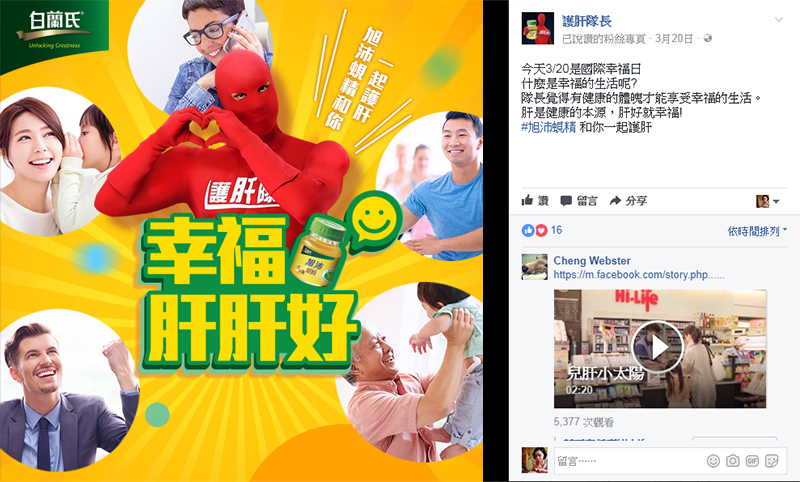 白蘭氏
Unlocking Greatness
一起護肝
旭沛蜆精和你
護肝隊
幸福
旭沛
蜆精
肝肝好
護肝隊長
已說讚的粉絲專頁 · 3月20日 ·
今天3/20是國際幸福日
什麼是幸福的生活呢?
隊長覺得有健康的體魄才能享受幸福的生活。
肝是健康的本源，肝好就幸福!
#旭沛蜆精 和你一起護肝
讚 留言 分享
16 依時間排列
Cheng Webster
https://m.facebook.com/story.php......
Hi-Life
兒肝小太陽
02:20
5,377 次觀看
留言……
GIF